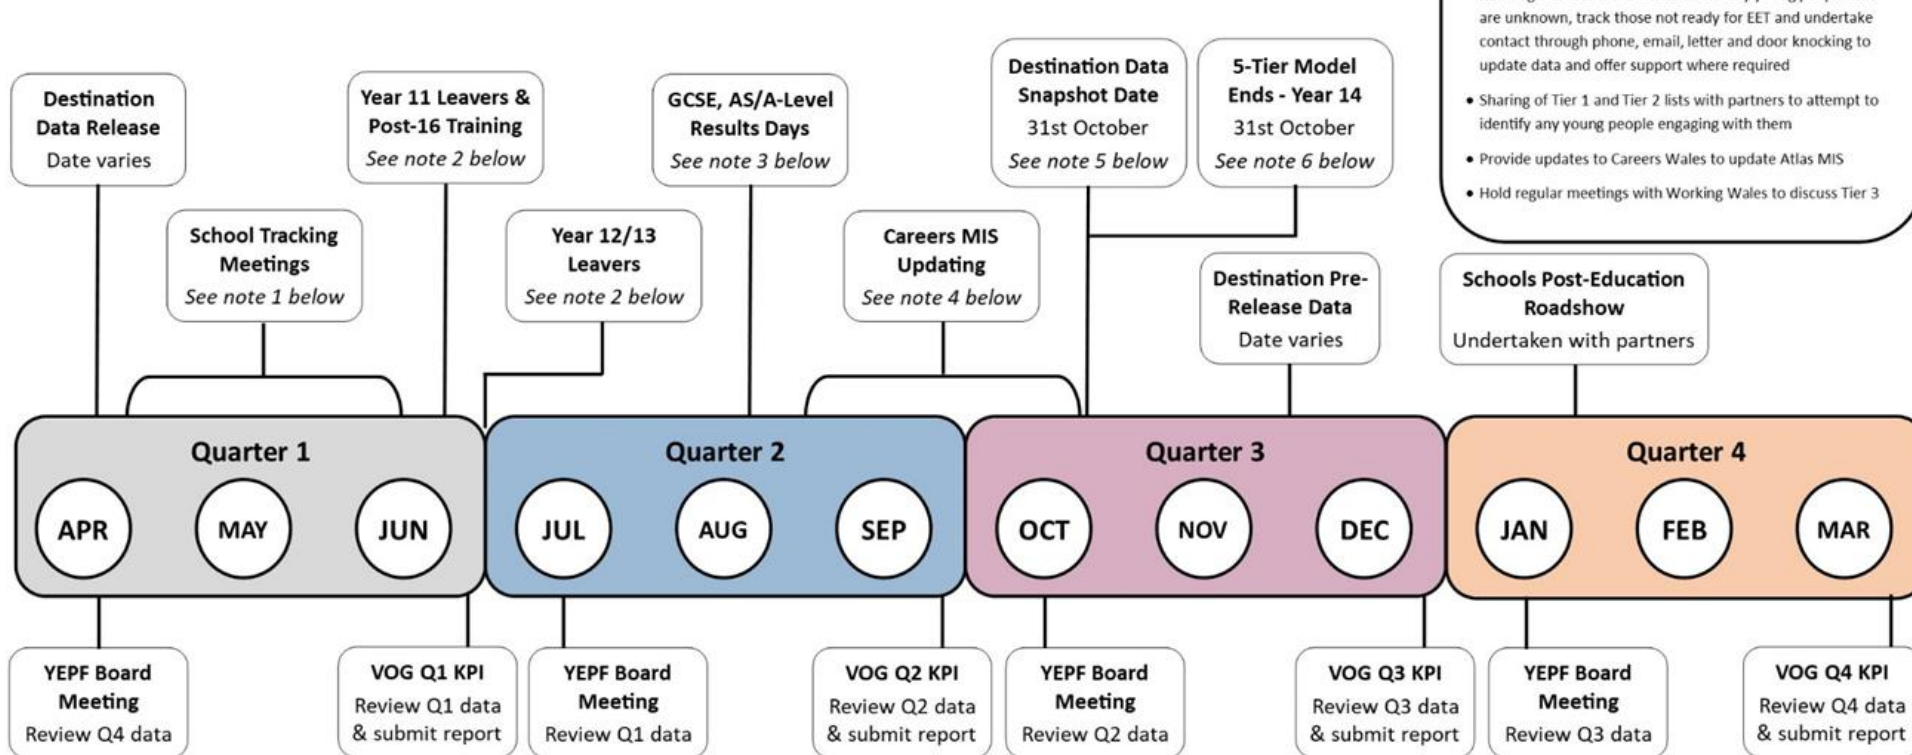 are unknown, track those not ready for EET and undertake
contact through phone, email, letter and door knocking to
update data and offer support where required
• Sharing of Tier 1 and Tier 2 lists with partners to attempt to
identify any young people engaging with them
• Provide updates to Careers Wales to update Atlas MIS
• Hold regular meetings with Working Wales to discuss Tier 3
Destination
Data Release
Date varies
Year 11 Leavers &
Post-16 Training
See note 2 below
GCSE, AS/A-Level
Results Days
See note 3 below
Destination Data
Snapshot Date
31st October
See note 5 below
5-Tier Model
Ends - Year 14
31st October
See note 6 below
School Tracking
Meetings
See note 1 below
Year 12/13
Leavers
See note 2 below
Careers MIS
Updating
See note 4 below
Destination Pre-
Release Data
Date varies
Schools Post-Education
Roadshow
Undertaken with partners
Quarter 1
APR
MAY
JUN
Quarter 2
JUL
AUG
SEP
Quarter 3
OCT
NOV
DEC
Quarter 4
JAN
FEB
MAR
YEPF Board
Meeting
Review Q4 data
VOG Q1 KPI
Review Q1 data
& submit report
YEPF Board
Meeting
Review Q1 data
VOG Q2 KPI
Review Q2 data
& submit report
YEPF Board
Meeting
Review Q2 data
VOG Q3 KPI
Review Q3 data
& submit report
YEPF Board
Meeting
Review Q3 data
VOG Q4 KPI
Review Q4 data
& submit report